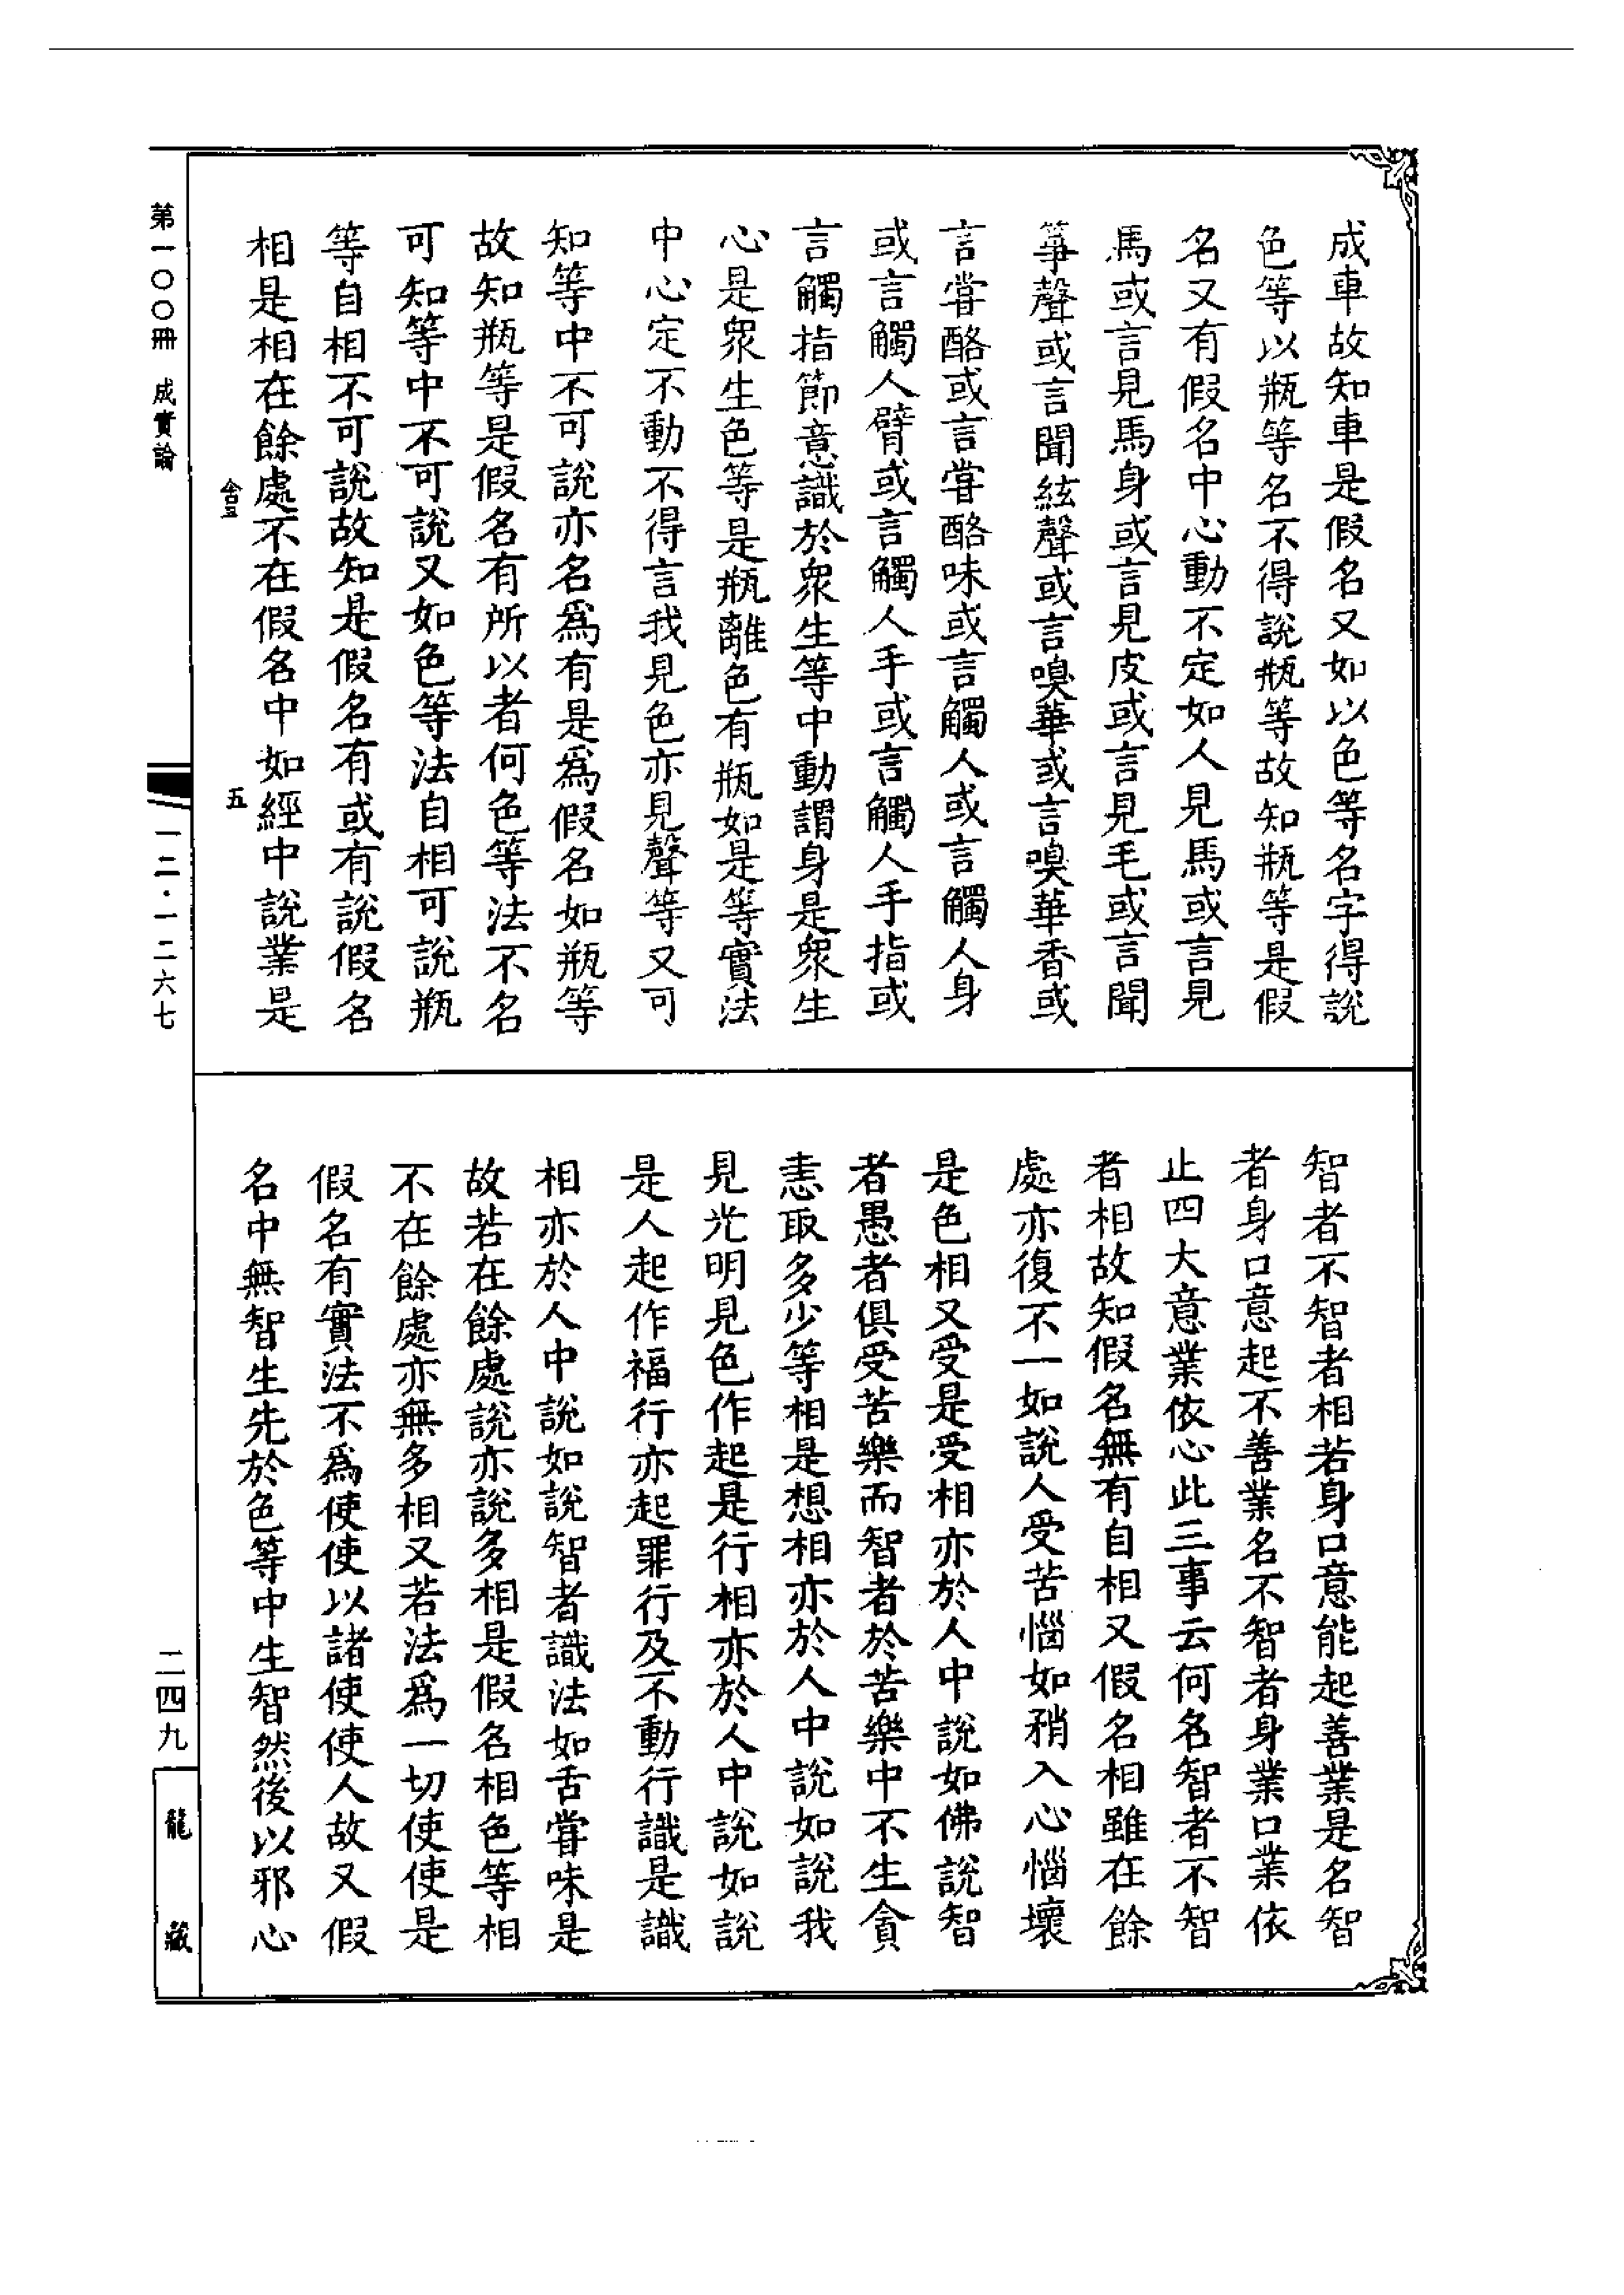 成車故知車是假名又如以色等名字得說
色等以瓶等名不得說瓶等故知瓶等是假
名又有假名中心動不定如人見馬或言見
馬或言見馬身或言見皮或言見毛或言聞
箏聲或言聞絃聲或言嗅華或言嗅華香或
言甞酪或言甞酪味或言觸人或言觸人身
或言觸人臂或言觸人手或言觸人手指或
言觸指節意識於眾生等中動謂身是眾生
心是眾生色等是瓶離色有瓶如是等實法
中心定不動不得言我見色亦見聲等又可
知等中不可說亦名爲有是爲假名如瓶等
故知瓶等是假名有所以者何色等法不名
可知等中不可說又如色等法自相可說瓶
等自相不可說故知是假名有或有說假名
相是相在餘處不在假名中如經中說業是
五
第一〇〇冊 成實論
一二·一二六七
智者不智者相若身口意能起善業是名智
者身口意起不善業名不智者身業口業依
止四大意業依心此三事云何名智者不智
者相故知假名無有自相又假名相雖在餘
處亦復不一如說人受苦惱如矟入心惱壞
是色相又受是受相亦於人中說如佛說智
者愚者俱受苦樂而智者於苦樂中不生貪
恚取多少等相是想相亦於人中說如說我
見光明見色作起是行相亦於人中說如說
是人起作福行亦起罪行及不動行識是識
相亦於人中說如說智者識法如舌甞味是
故若在餘處說亦說多相是假名相色等相
不在餘處亦無多相又若法爲一切使使是
假名有實法不爲使使以諸使使人故又假
名中無智生先於色等中生智然後以邪心
二四九
龍藏